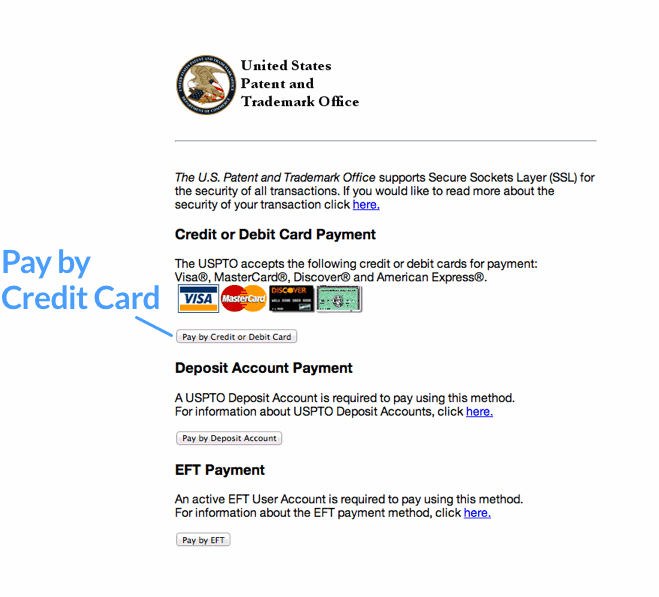 United States
Patent and
Trademark Office
The U.S. Patent and Trademark Office supports Secure Sockets Layer (SSL) for
the security of all transactions. If you would like to read more about the
security of your transaction click here.
Credit or Debit Card Payment
Pay by
Credit Card
The USPTO accepts the following credit or debit cards for payment:
Visa®, MasterCard®, Discover® and American Express®.
VISA MasterCard DISCOVER
Pay by Credit or Debit Card
Deposit Account Payment
A USPTO Deposit Account is required to pay using this method.
For information about USPTO Deposit Accounts, click here.
Pay by Deposit Account
EFT Payment
An active EFT User Account is required to pay using this method.
For information about the EFT payment method, click here.
Pay by EFT